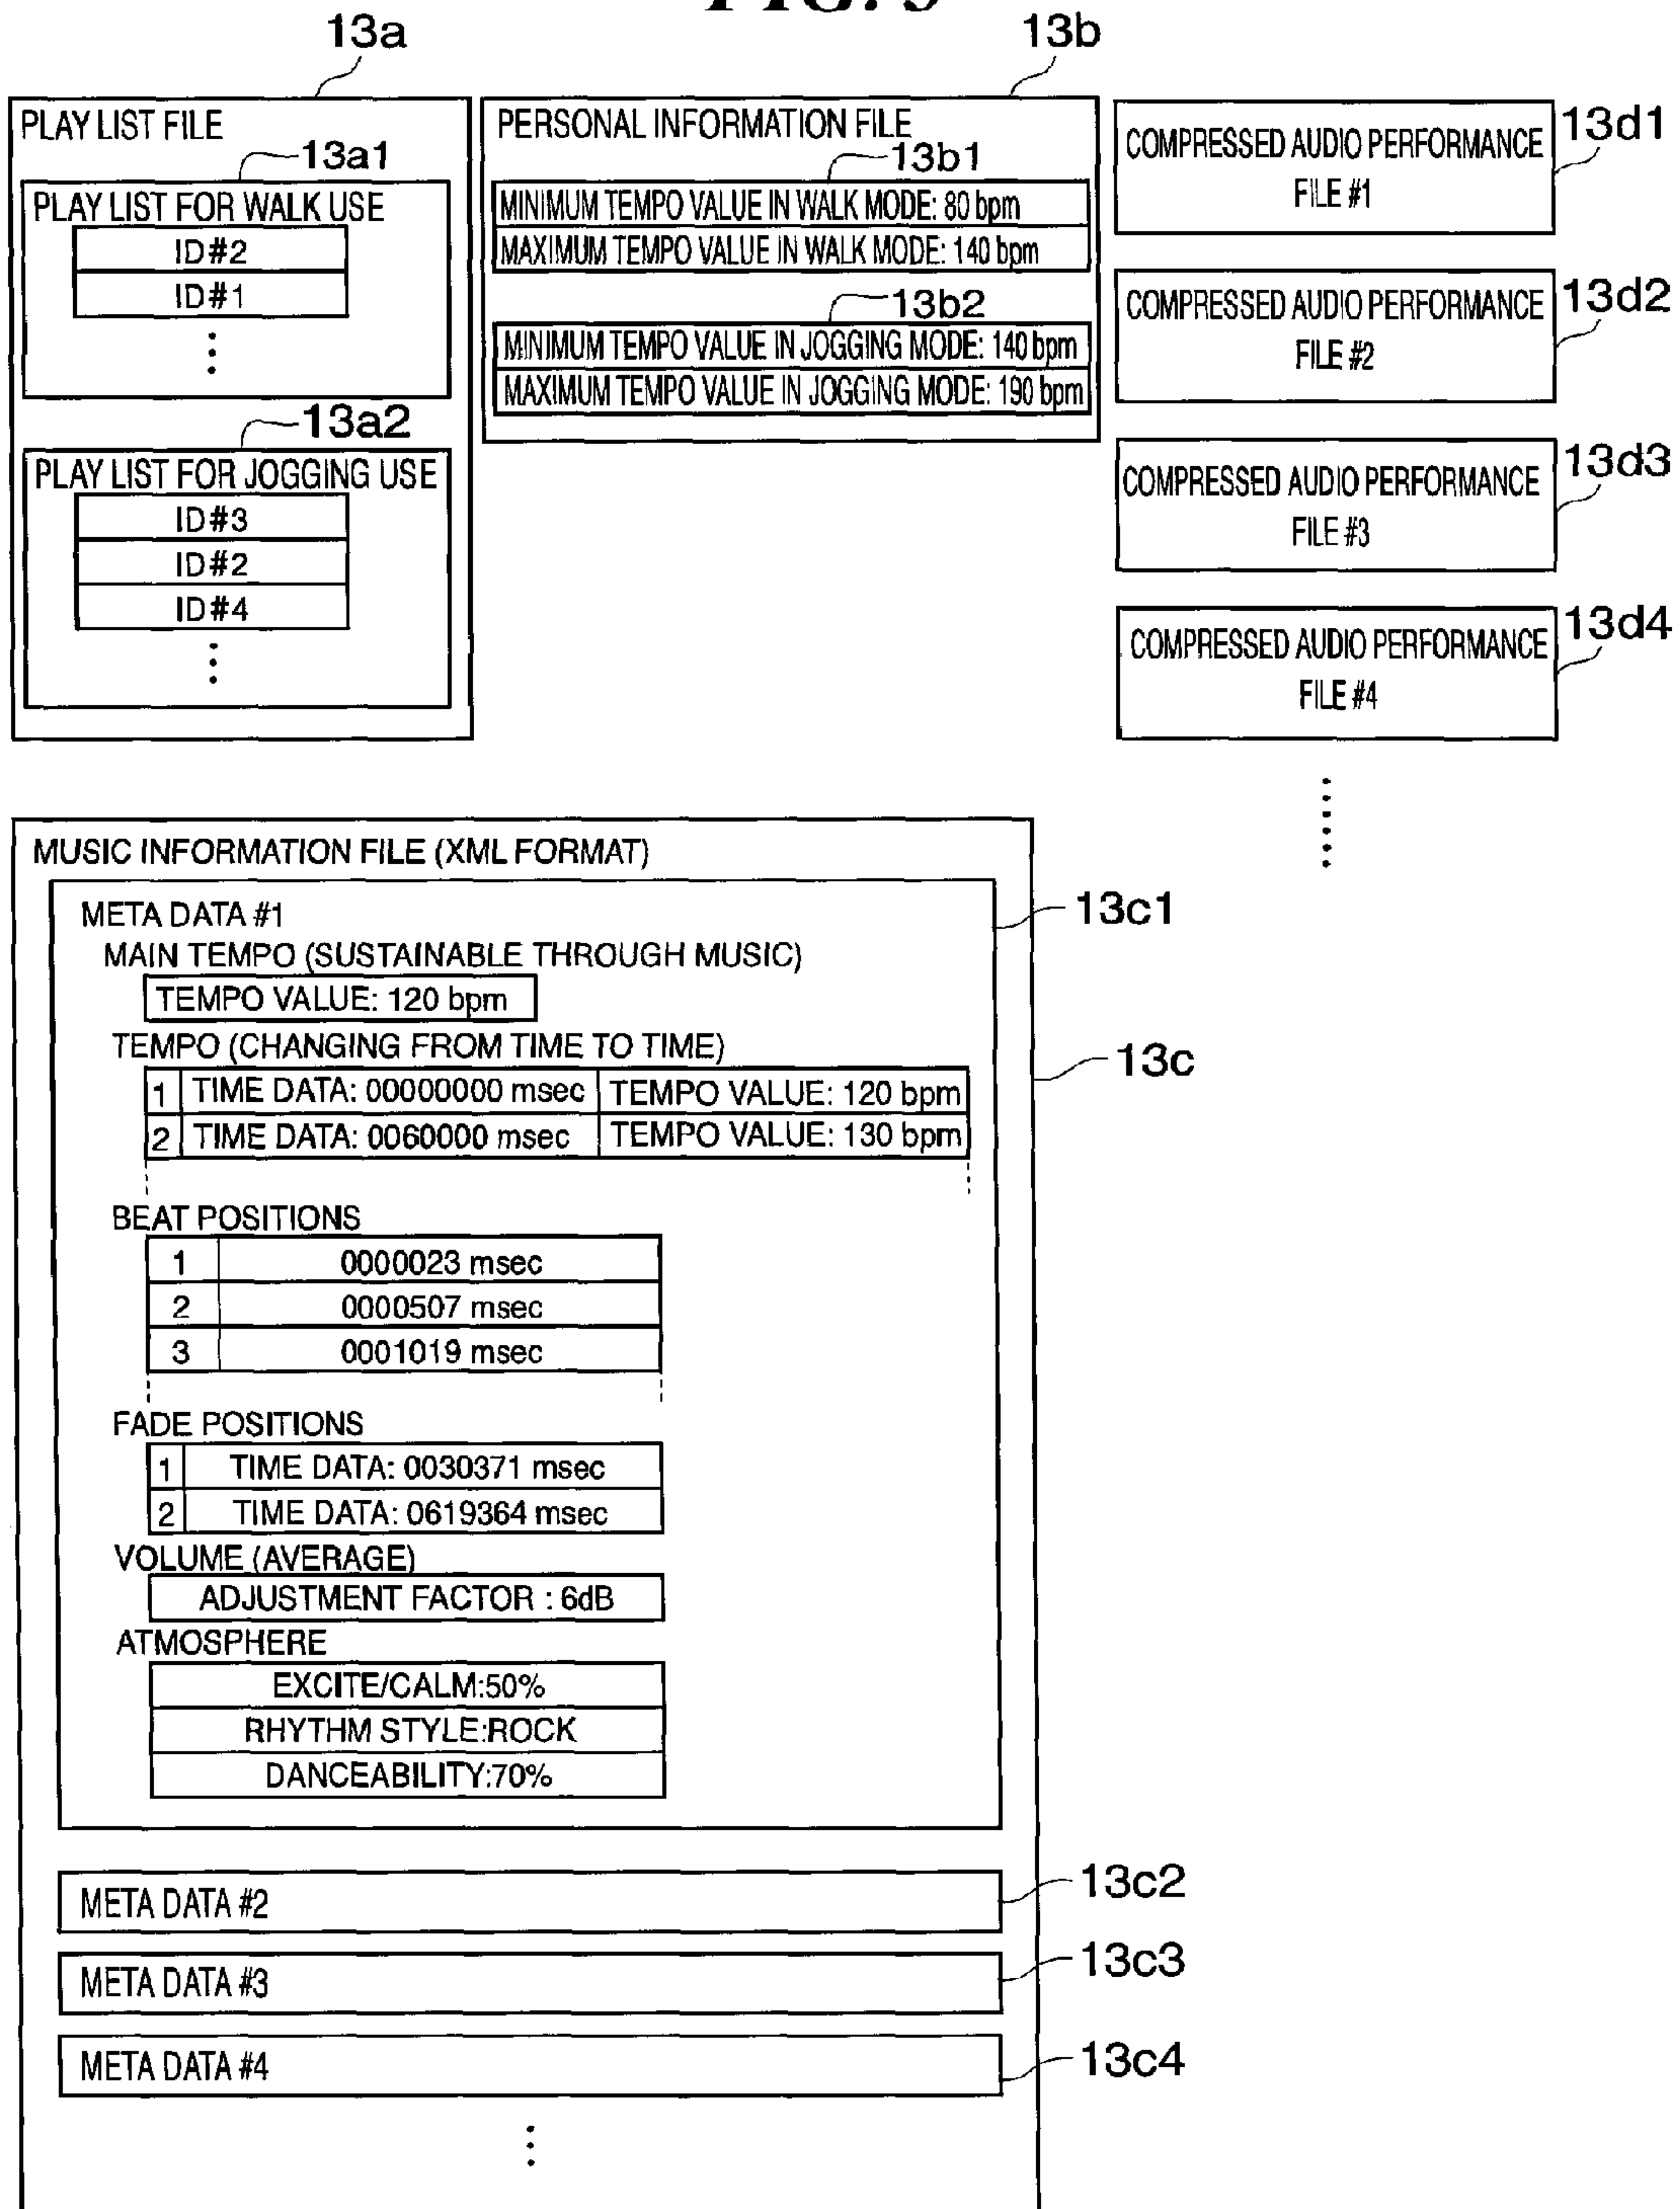 13a
13b
PLAY LIST FILE
13a1
PLAY LIST FOR WALK USE
ID#2
ID#1
13a2
PLAY LIST FOR JOGGING USE
ID#3
ID#2
ID#4
PERSONAL INFORMATION FILE
13b1
MINIMUM TEMPO VALUE IN WALK MODE: 80 bpm
MAXIMUM TEMPO VALUE IN WALK MODE: 140 bpm
13b2
MINIMUM TEMPO VALUE IN JOGGING MODE: 140 bpm
MAXIMUM TEMPO VALUE IN JOGGING MODE: 190 bpm
COMPRESSED AUDIO PERFORMANCE
FILE #1
13d1
COMPRESSED AUDIO PERFORMANCE
FILE #2
13d2
COMPRESSED AUDIO PERFORMANCE
FILE #3
13d3
COMPRESSED AUDIO PERFORMANCE
FILE #4
13d4
MUSIC INFORMATION FILE (XML FORMAT)
META DATA #1
13c1
MAIN TEMPO (SUSTAINABLE THROUGH MUSIC)
TEMPO VALUE: 120 bpm
TEMPO (CHANGING FROM TIME TO TIME)
13c
1 TIME DATA: 00000000 msec TEMPO VALUE: 120 bpm
2 TIME DATA: 0060000 msec TEMPO VALUE: 130 bpm
BEAT POSITIONS
1 0000023 msec
2 0000507 msec
3 0001019 msec
FADE POSITIONS
1 TIME DATA: 0030371 msec
2 TIME DATA: 0619364 msec
VOLUME (AVERAGE)
ADJUSTMENT FACTOR : 6dB
ATMOSPHERE
EXCITE/CALM:50%
RHYTHM STYLE:ROCK
DANCEABILITY:70%
META DATA #2
13c2
META DATA #3
13c3
META DATA #4
13c4